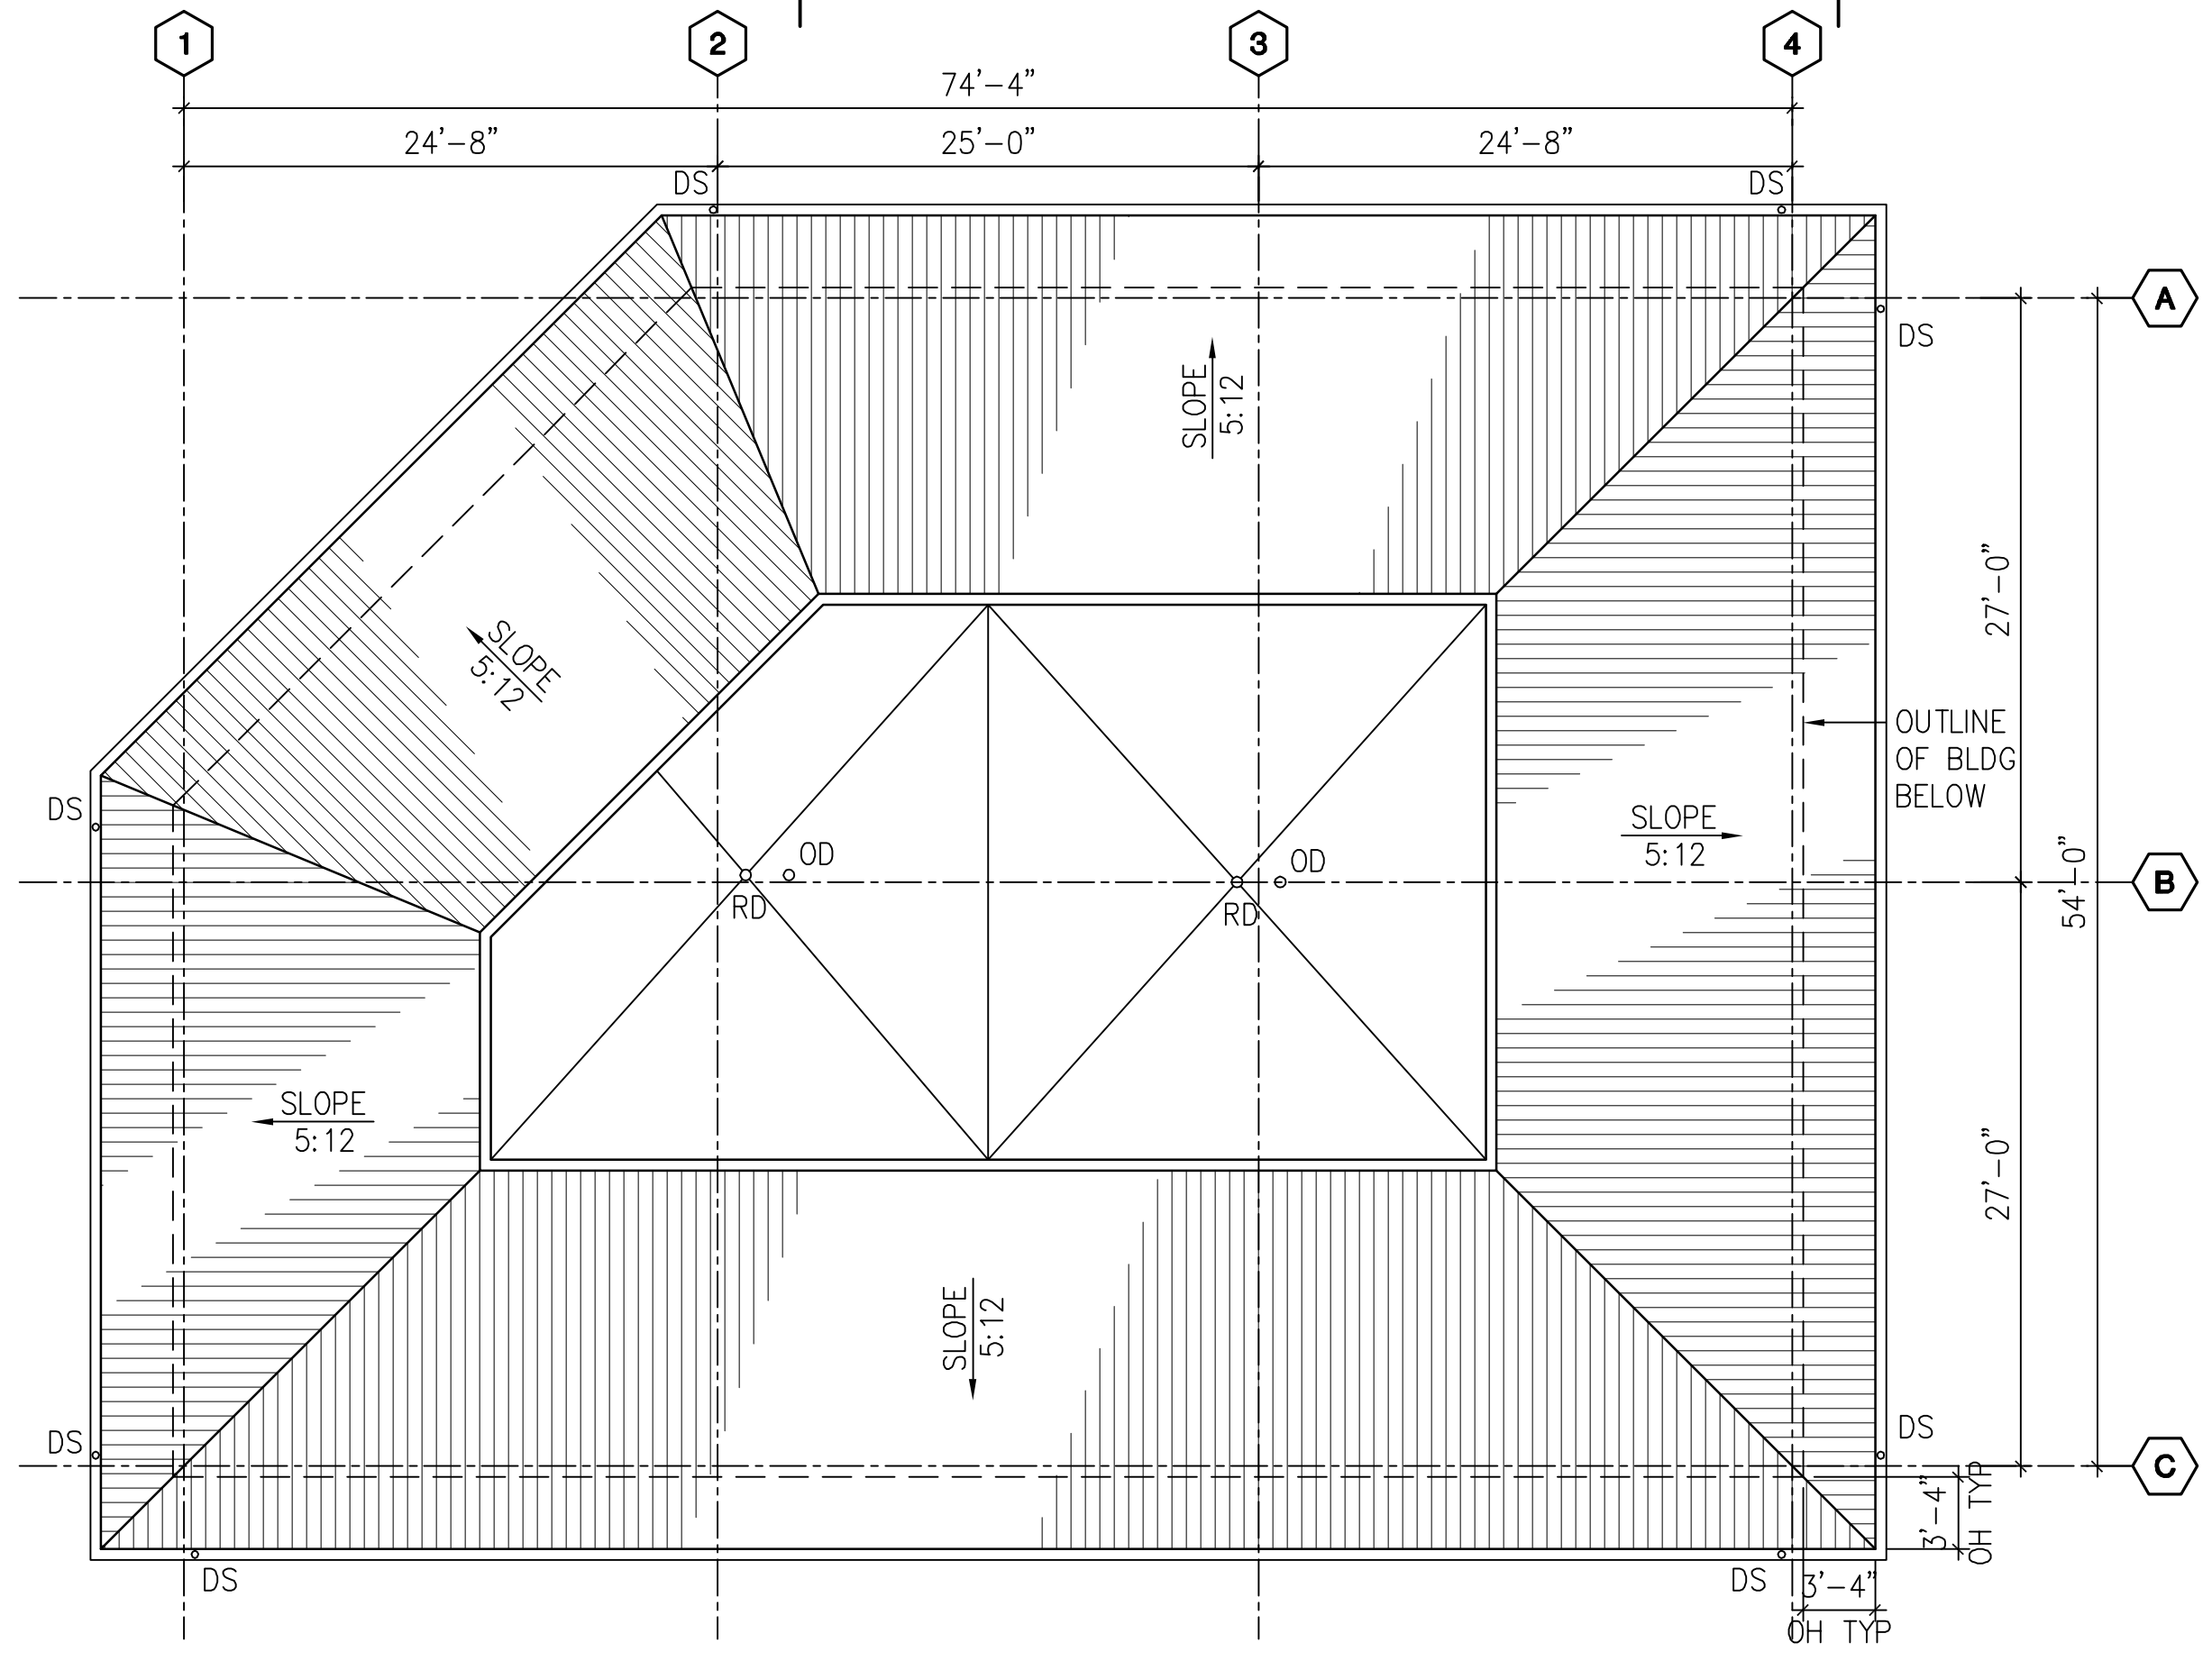 1
2
3
4
74'-4"
24'-8"
25'-0"
24'-8"
DS
DS
A
DS
SLOPE
5:12
27'-0"
SLOPE
5:12
OUTLINE
OF BLDG
BELOW
DS
SLOPE
5:12
OD
OD
RD
RD
B
54'-0"
SLOPE
5:12
27'-0"
SLOPE
5:12
DS
DS
C
3'-4"
OH TYP
DS
DS
3'-4"
OH TYP